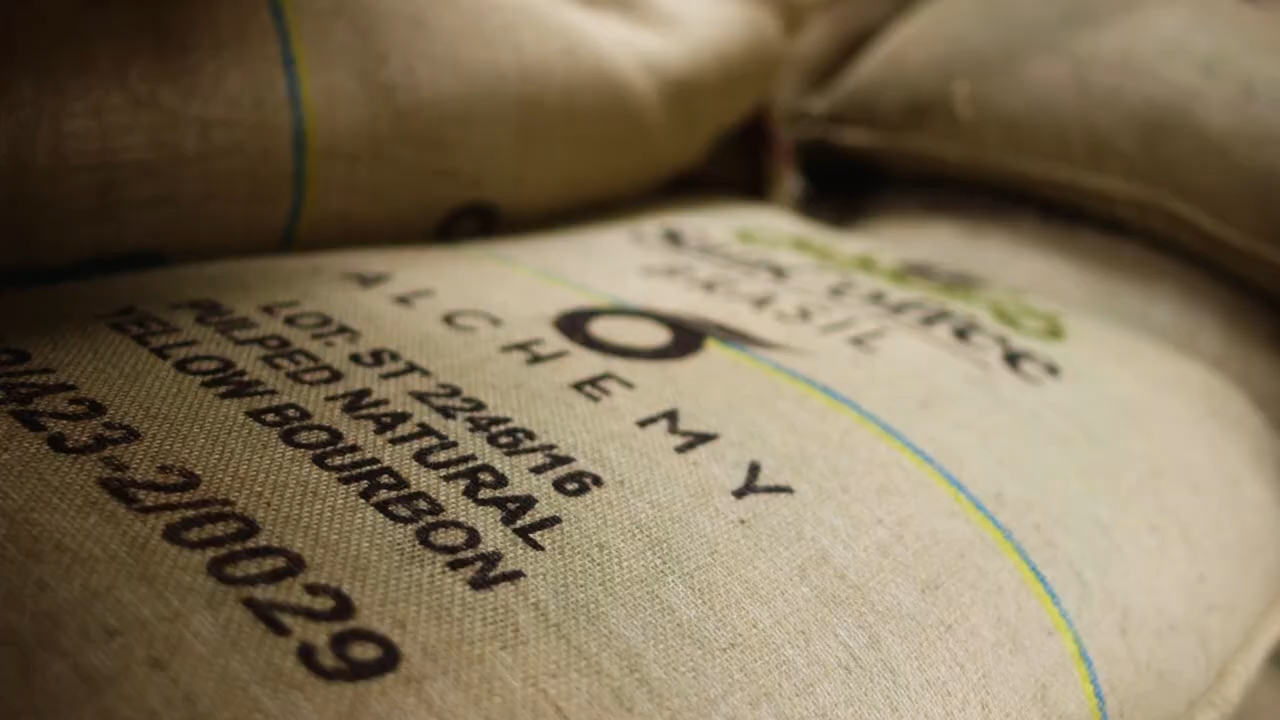 BRASIL
ALCHEMY
LOT: ST 2246/16
PULPED NATURAL
YELLOW BOURBON
2/0029